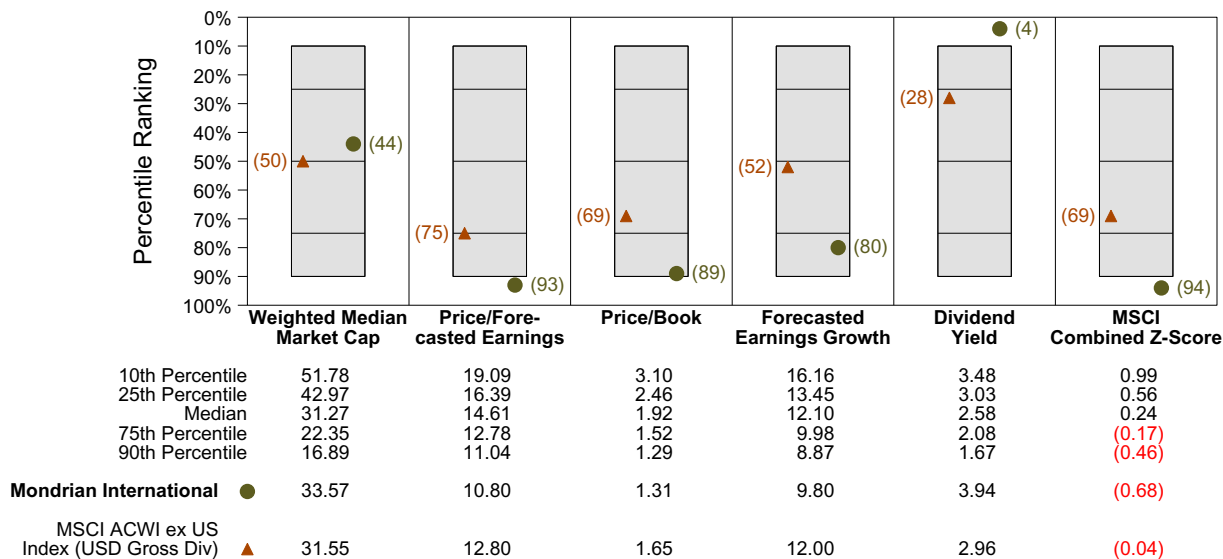 Percentile Ranking
0%
10%
20%
30%
40%
50%
60%
70%
80%
90%
100%
(50) (44)
(75) (93)
(69) (89)
(52) (80)
(28) (4)
(69) (94)
Weighted Median
Market Cap
Price/Fore-
casted Earnings
Price/Book
Forecasted
Earnings Growth
Dividend
Yield
MSCI
Combined Z-Score
10th Percentile 51.78 19.09 3.10 16.16 3.48 0.99
25th Percentile 42.97 16.39 2.46 13.45 3.03 0.56
Median 31.27 14.61 1.92 12.10 2.58 0.24
75th Percentile 22.35 12.78 1.52 9.98 2.08 (0.17)
90th Percentile 16.89 11.04 1.29 8.87 1.67 (0.46)
Mondrian International 33.57 10.80 1.31 9.80 3.94 (0.68)
MSCI ACWI ex US
Index (USD Gross Div) 31.55 12.80 1.65 12.00 2.96 (0.04)